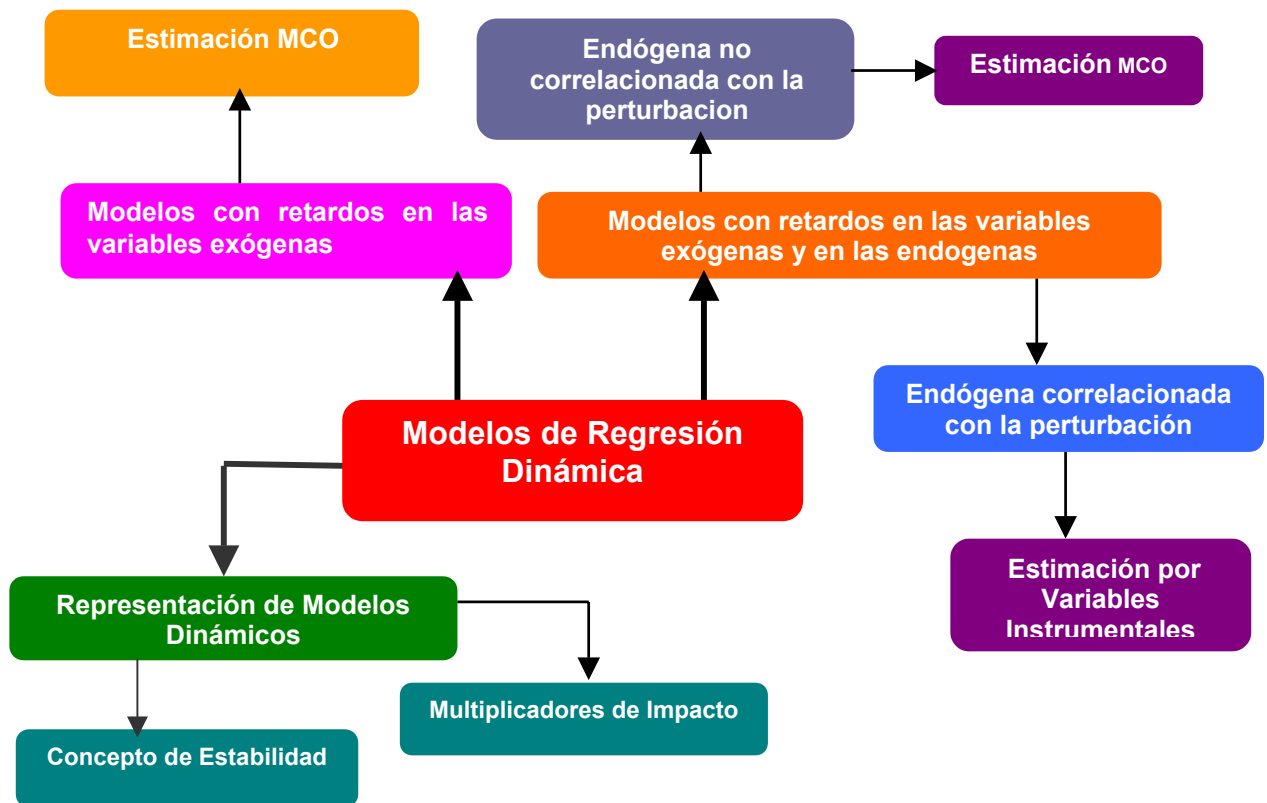 Estimación MCO
Endógena no
correlacionada con la
perturbacion
Estimación MCO
Modelos con retardos en las
variables exógenas
Modelos con retardos en las variables
exógenas y en las endogenas
Endógena correlacionada
con la perturbación
Modelos de Regresión
Dinámica
Estimación por
Variables
Instrumentales
Representación de Modelos
Dinámicos
Multiplicadores de Impacto
Concepto de Estabilidad